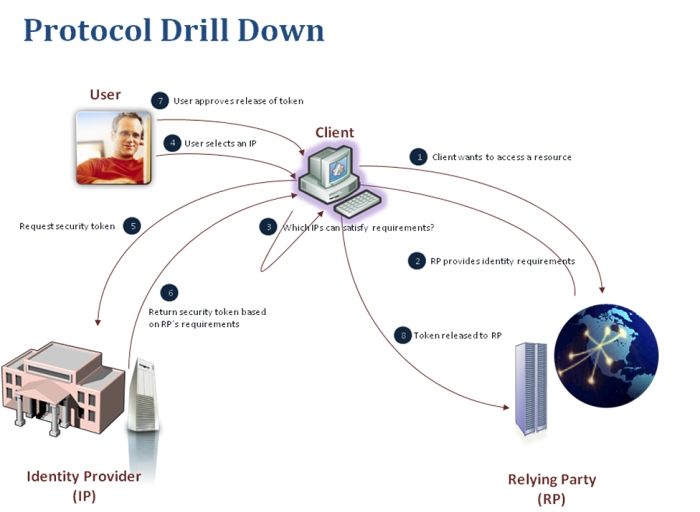 Protocol Drill Down
User
7 User approves release of token
Client
4 User selects an IP
1 Client wants to access a resource
Request security token 5
3 Which IPs can satisfy requirements?
2 RP provides identity requirements
6
Return security token based
on RP's requirements
8 Token released to RP
Identity Provider
(IP)
Relying Party
(RP)